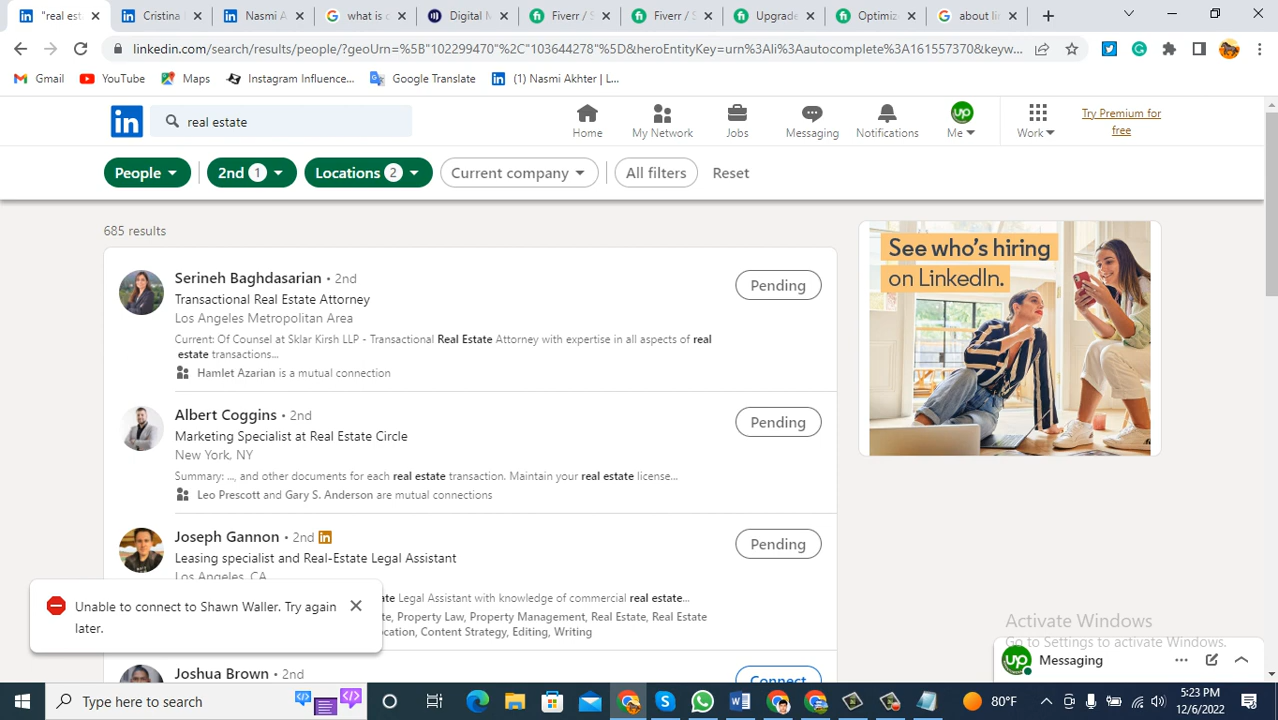 "real est
Cristina
Nasmi A
what is c
Digital M
Fiverr / S
Fiverr / S
Upgrade
Optimiz
about lin
linkedin.com/search/results/people/?geoUrn=%5B"102299470"%2C"103644278"%5D&heroEntityKey=urn%3Ali%3Aautocomplete%3A161557370&keyw...
Gmail
YouTube
Maps
Instagram Influence...
Google Translate
(1) Nasmi Akhter | L...
in
real estate
Home
My Network
Jobs
Messaging
Notifications
up
Me
Work
Try Premium for
free
People
2nd 1
Locations 2
Current company
All filters
Reset
685 results
Serineh Baghdasarian • 2nd
Transactional Real Estate Attorney
Los Angeles Metropolitan Area
Current: Of Counsel at Sklar Kirsh LLP - Transactional Real Estate Attorney with expertise in all aspects of real
estate transactions...
Hamlet Azarian is a mutual connection
Pending
Albert Coggins • 2nd
Marketing Specialist at Real Estate Circle
New York, NY
Summary: ..., and other documents for each real estate transaction. Maintain your real estate license...
Leo Prescott and Gary S. Anderson are mutual connections
Pending
Joseph Gannon • 2nd in
Leasing specialist and Real-Estate Legal Assistant
Los Angeles, CA
Pending
ate Legal Assistant with knowledge of commercial real estate...
te, Property Law, Property Management, Real Estate, Real Estate
cation, Content Strategy, Editing, Writing
Joshua Brown • 2nd
Connect
See who's hiring
on LinkedIn.
Unable to connect to Shawn Waller. Try again
later.
Activate Windows
Go to Settings to activate Windows.
up
Messaging
Type here to search
80°F
5:23 PM
12/6/2022